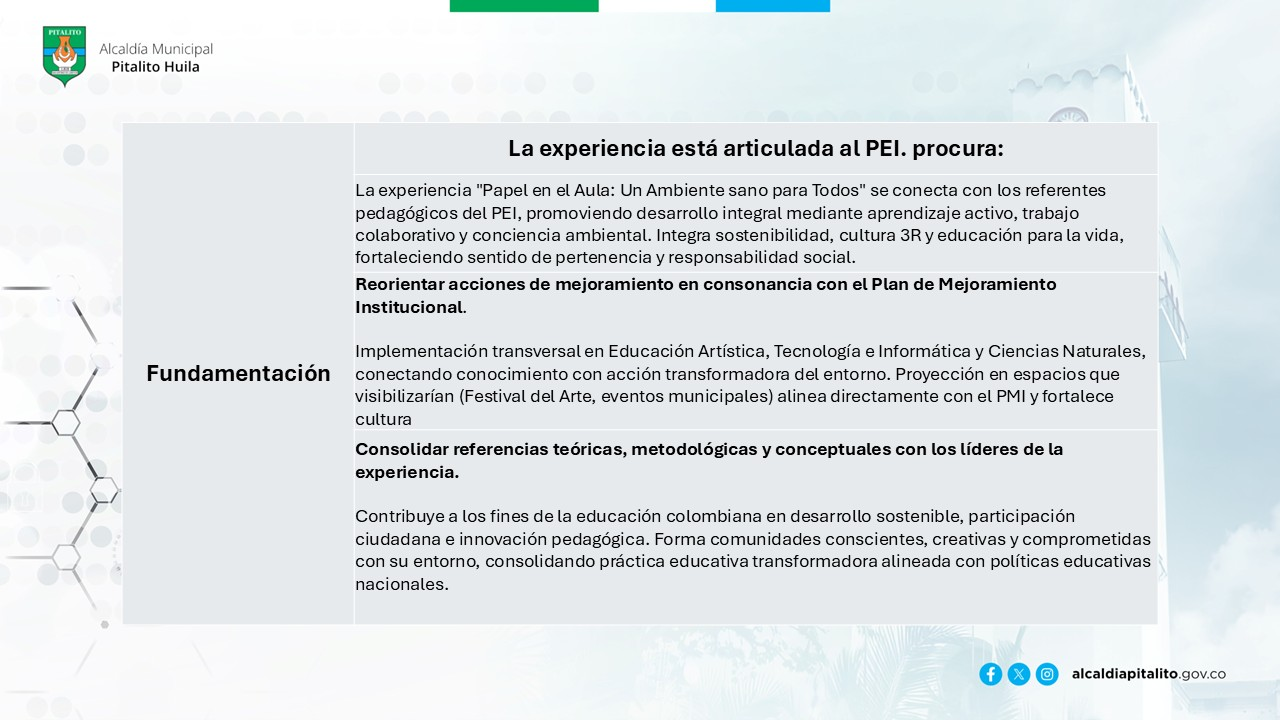 PITALITO
Alcaldía Municipal
Pitalito Huila
La experiencia está articulada al PEI. procura:
Fundamentación
La experiencia "Papel en el Aula: Un Ambiente sano para Todos" se conecta con los referentes
pedagógicos del PEI, promoviendo desarrollo integral mediante aprendizaje activo, trabajo
colaborativo y conciencia ambiental. Integra sostenibilidad, cultura 3R y educación para la vida,
fortaleciendo sentido de pertenencia y responsabilidad social.
Reorientar acciones de mejoramiento en consonancia con el Plan de Mejoramiento
Institucional.
Implementación transversal en Educación Artística, Tecnología e Informática y Ciencias Naturales,
conectando conocimiento con acción transformadora del entorno. Proyección en espacios que
visibilizarían (Festival del Arte, eventos municipales) alinea directamente con el PMI y fortalece
cultura
Consolidar referencias teóricas, metodológicas y conceptuales con los líderes de la
experiencia.
Contribuye a los fines de la educación colombiana en desarrollo sostenible, participación
ciudadana e innovación pedagógica. Forma comunidades conscientes, creativas y comprometidas
con su entorno, consolidando práctica educativa transformadora alineada con políticas educativas
nacionales.
alcaldiapitalito.gov.co